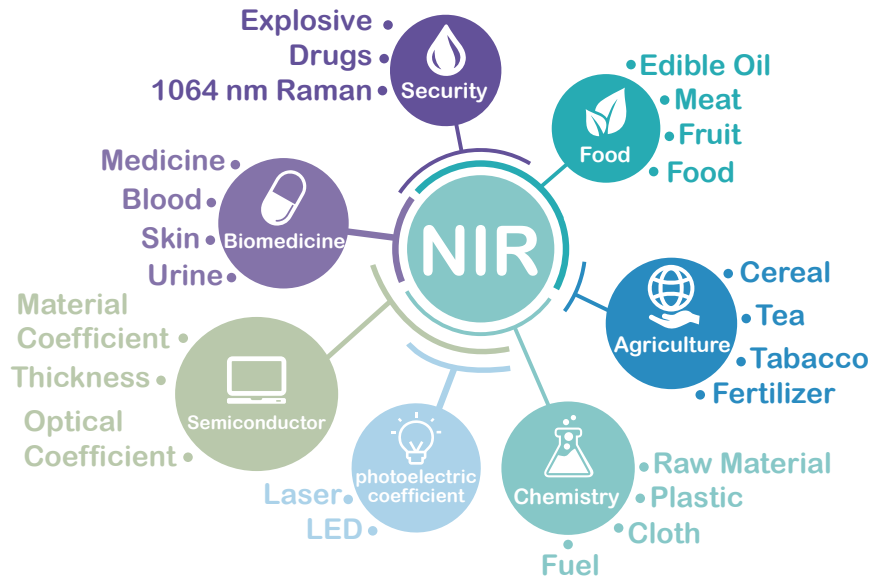 NIR
Explosive
Drugs
1064 nm Raman
Security
Edible Oil
Meat
Fruit
Food
Food
Cereal
Tea
Tabacco
Fertilizer
Agriculture
Raw Material
Plastic
Cloth
Fuel
Chemistry
Laser
LED
photoelectric
coefficient
Material
Coefficient
Thickness
Optical
Coefficient
Semiconductor
Medicine
Blood
Skin
Urine
Biomedicine